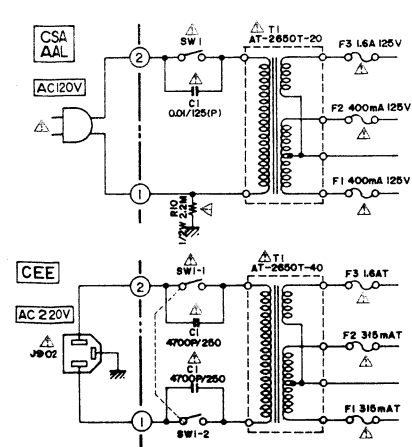 CSA
AAL
AC120V
2
SW1
C1
0.01/125(P)
1
R10
1/2W 2.2M
T1
AT-2650T-20
F3 1.6A 125V
F2 400mA 125V
F1 400mA 125V
CEE
AC 220V
J902
2
SW1-1
C1
4700P/250
C1
4700P/250
1
SW1-2
T1
AT-2650T-40
F3 1.6AT
F2 315mAT
F1 315mAT